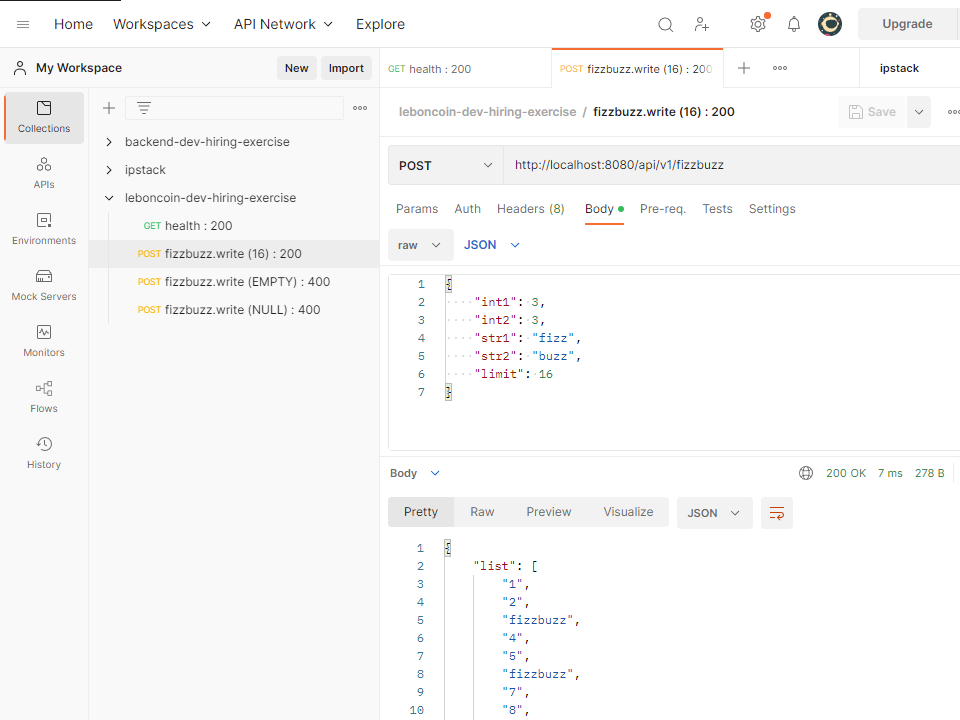 Home Workspaces API Network Explore Upgrade
My Workspace New Import GET health : 200 POST fizzbuzz.write (16) : 200 ipstack
Collections
APIs
Environments
Mock Servers
Monitors
Flows
History
backend-dev-hiring-exercise
ipstack
leboncoin-dev-hiring-exercise
GET health : 200
POST fizzbuzz.write (16) : 200
POST fizzbuzz.write (EMPTY) : 400
POST fizzbuzz.write (NULL) : 400
leboncoin-dev-hiring-exercise / fizzbuzz.write (16) : 200 Save
POST http://localhost:8080/api/v1/fizzbuzz
Params Auth Headers (8) Body Pre-req. Tests Settings
raw JSON
1 {
2 "int1": 3,
3 "int2": 3,
4 "str1": "fizz",
5 "str2": "buzz",
6 "limit": 16
7 }
Body 200 OK 7 ms 278 B
Pretty Raw Preview Visualize JSON
1 {
2 "list": [
3 "1",
4 "2",
5 "fizzbuzz",
6 "4",
7 "5",
8 "fizzbuzz",
9 "7",
10 "8",